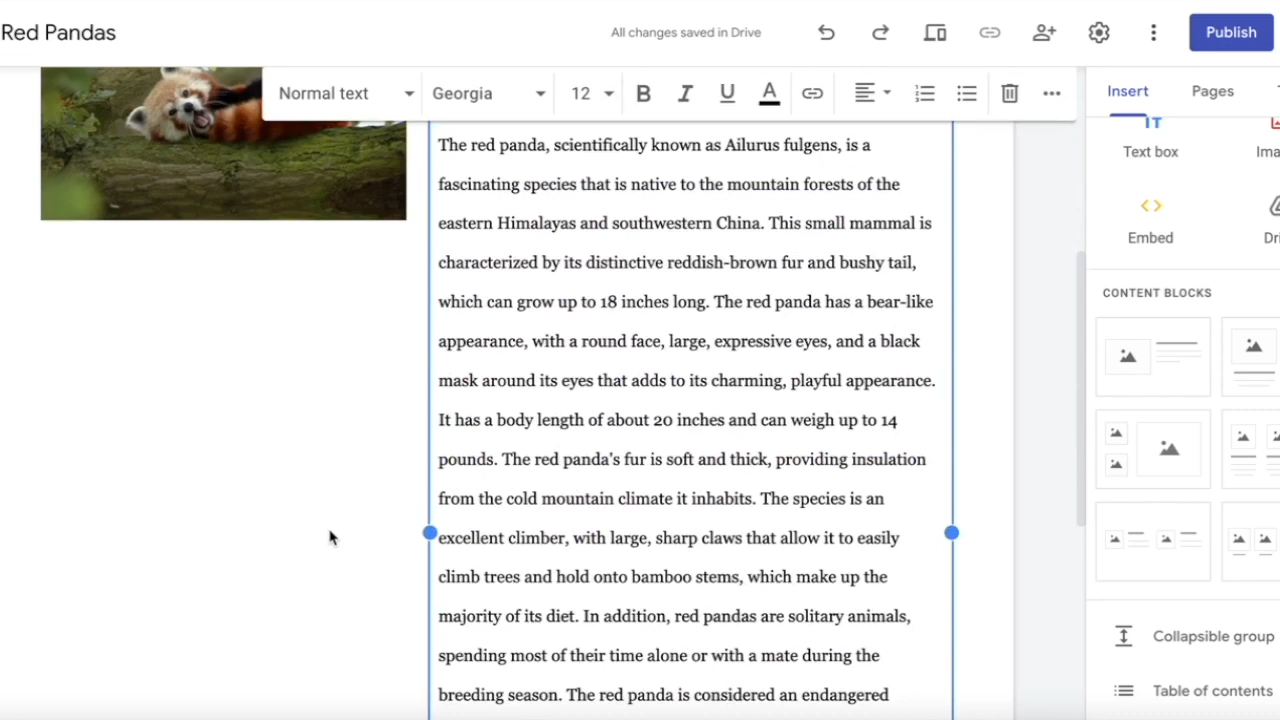 Red Pandas
All changes saved in Drive
Publish
Normal text
Georgia
12
B I U A
Insert
Pages
Text box
Ima
Embed
Dri
CONTENT BLOCKS
Collapsible group
Table of contents
The red panda, scientifically known as Ailurus fulgens, is a
fascinating species that is native to the mountain forests of the
eastern Himalayas and southwestern China. This small mammal is
characterized by its distinctive reddish-brown fur and bushy tail,
which can grow up to 18 inches long. The red panda has a bear-like
appearance, with a round face, large, expressive eyes, and a black
mask around its eyes that adds to its charming, playful appearance.
It has a body length of about 20 inches and can weigh up to 14
pounds. The red panda's fur is soft and thick, providing insulation
from the cold mountain climate it inhabits. The species is an
excellent climber, with large, sharp claws that allow it to easily
climb trees and hold onto bamboo stems, which make up the
majority of its diet. In addition, red pandas are solitary animals,
spending most of their time alone or with a mate during the
breeding season. The red panda is considered an endangered